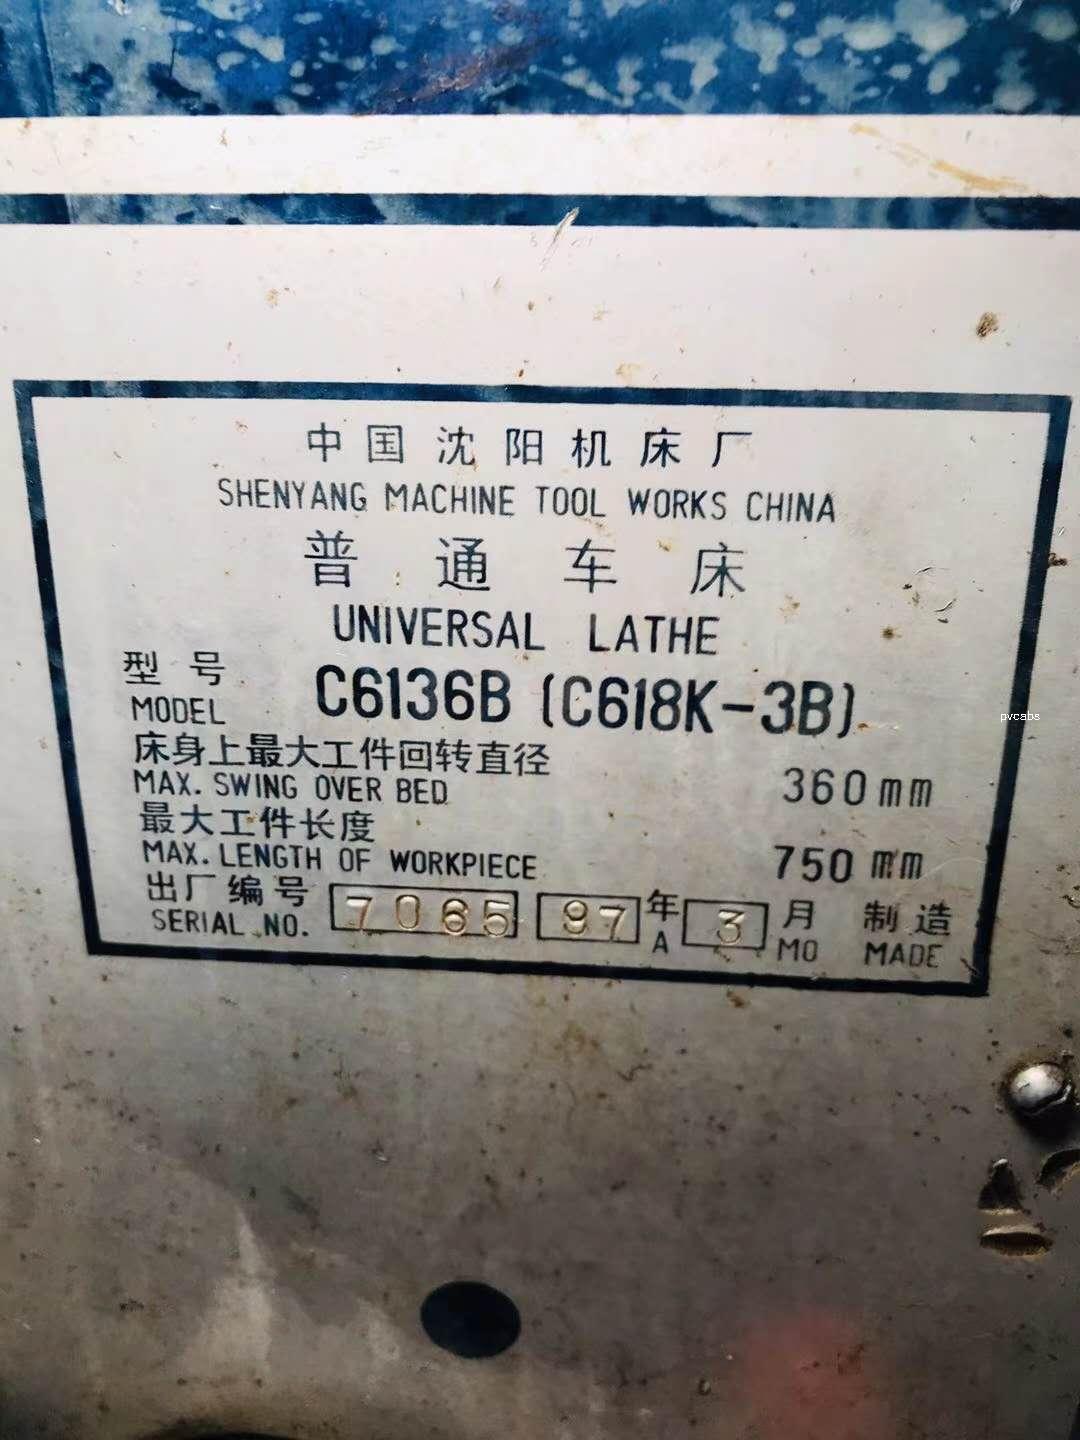 中国沈阳机床厂
SHENYANG MACHINE TOOL WORKS CHINA
普通车床
UNIVERSAL LATHE
型号
MODEL C6136B (C618K-3B)
床身上最大工件回转直径
MAX. SWING OVER BED 360mm
最大工件长度
MAX. LENGTH OF WORKPIECE 750mm
出厂编号 7065 97年 3月 制造
SERIAL NO. A MO MADE
pvcabs